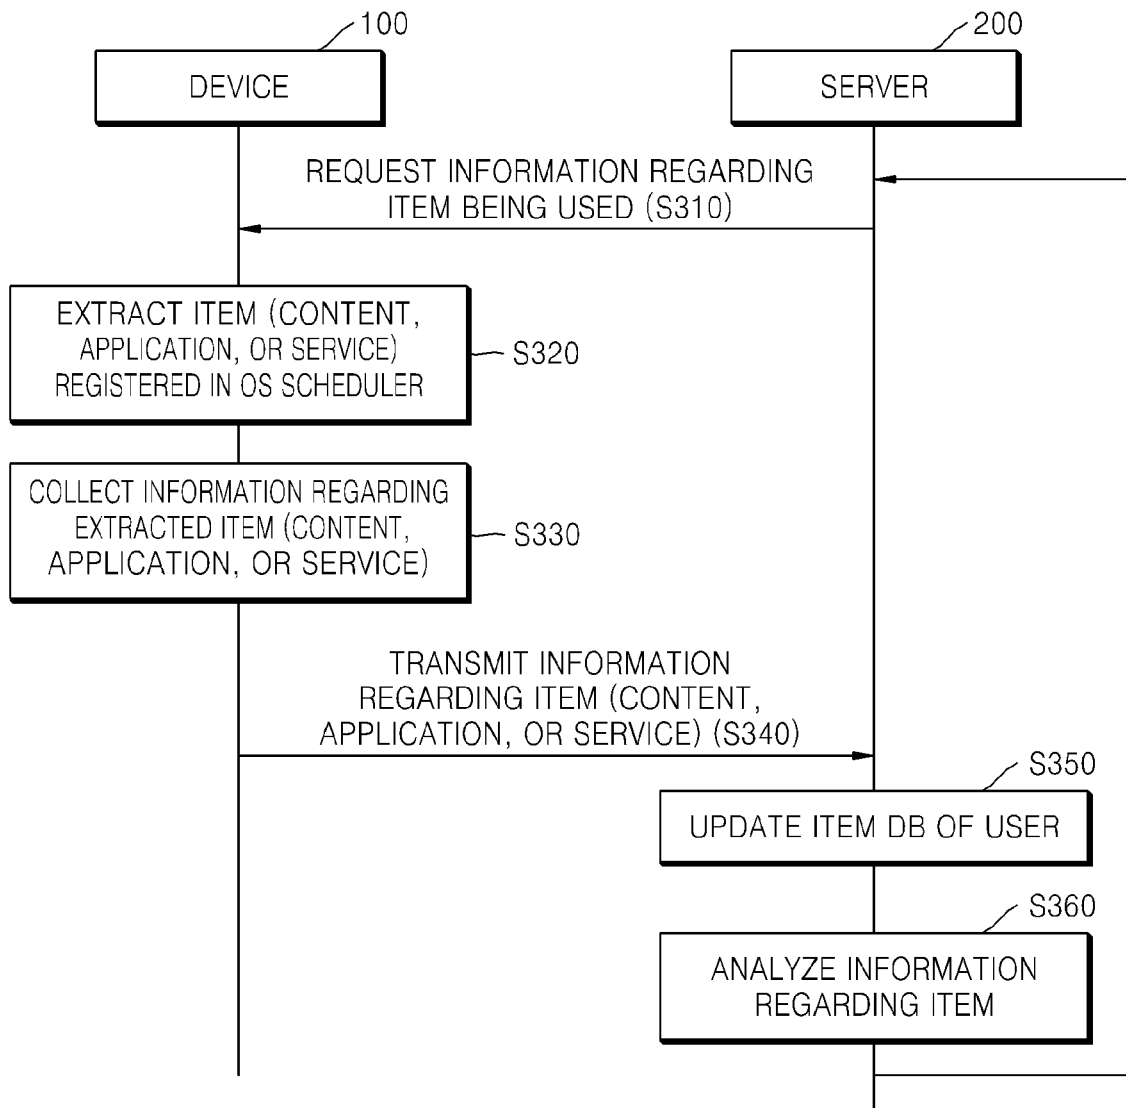 100
200
DEVICE
SERVER
REQUEST INFORMATION REGARDING
ITEM BEING USED (S310)
EXTRACT ITEM (CONTENT,
APPLICATION, OR SERVICE)
REGISTERED IN OS SCHEDULER
S320
COLLECT INFORMATION REGARDING
EXTRACTED ITEM (CONTENT,
APPLICATION, OR SERVICE)
S330
TRANSMIT INFORMATION
REGARDING ITEM (CONTENT,
APPLICATION, OR SERVICE) (S340)
S350
UPDATE ITEM DB OF USER
S360
ANALYZE INFORMATION
REGARDING ITEM